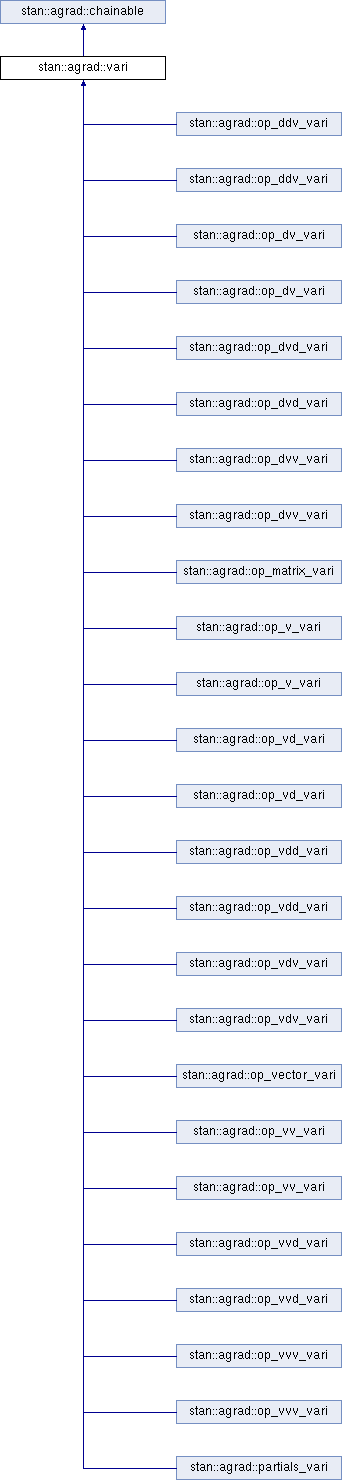 stan::agrad::chainable
stan::agrad::vari
stan::agrad::op_ddv_vari
stan::agrad::op_ddv_vari
stan::agrad::op_dv_vari
stan::agrad::op_dv_vari
stan::agrad::op_dvd_vari
stan::agrad::op_dvd_vari
stan::agrad::op_dvv_vari
stan::agrad::op_dvv_vari
stan::agrad::op_matrix_vari
stan::agrad::op_v_vari
stan::agrad::op_v_vari
stan::agrad::op_vd_vari
stan::agrad::op_vd_vari
stan::agrad::op_vdd_vari
stan::agrad::op_vdd_vari
stan::agrad::op_vdv_vari
stan::agrad::op_vdv_vari
stan::agrad::op_vector_vari
stan::agrad::op_vv_vari
stan::agrad::op_vv_vari
stan::agrad::op_vvd_vari
stan::agrad::op_vvd_vari
stan::agrad::op_vvv_vari
stan::agrad::op_vvv_vari
stan::agrad::partials_vari